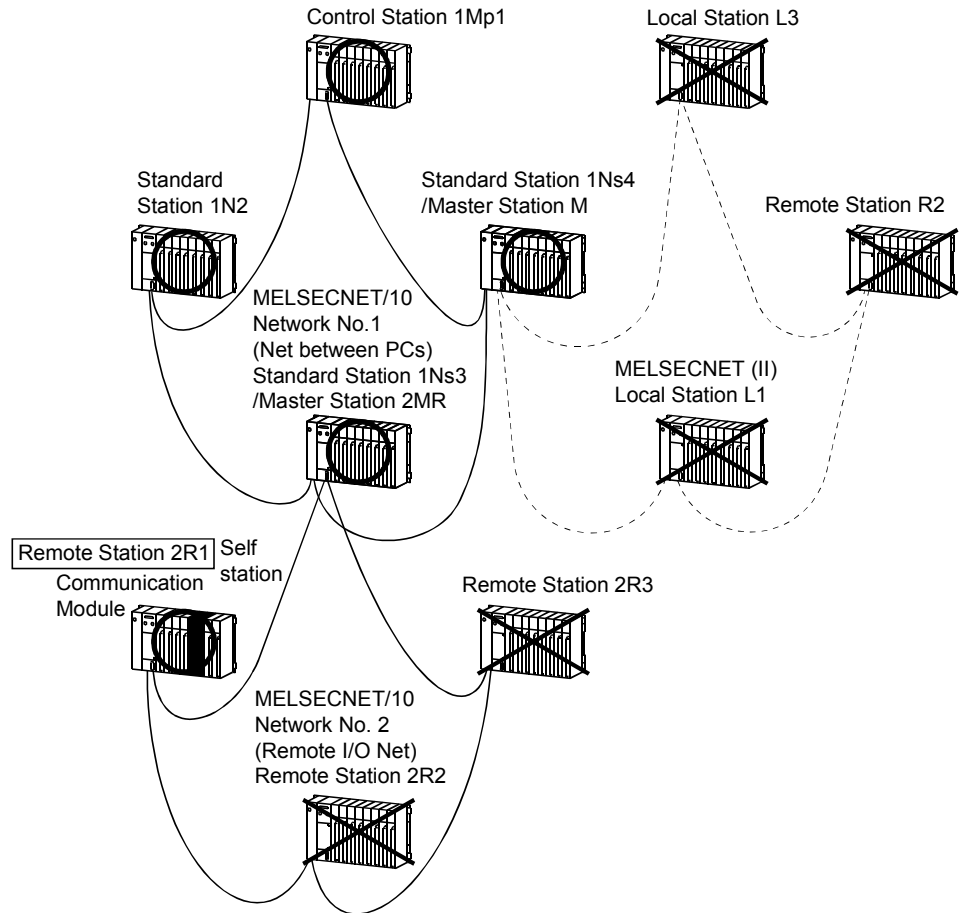 Control Station 1Mp1
Local Station L3
Standard
Station 1N2
Standard Station 1Ns4
/Master Station M
Remote Station R2
MELSECNET/10
Network No.1
(Net between PCs)
Standard Station 1Ns3
/Master Station 2MR
MELSECNET (II)
Local Station L1
Remote Station 2R1 Self
station
Communication
Module
Remote Station 2R3
MELSECNET/10
Network No. 2
(Remote I/O Net)
Remote Station 2R2